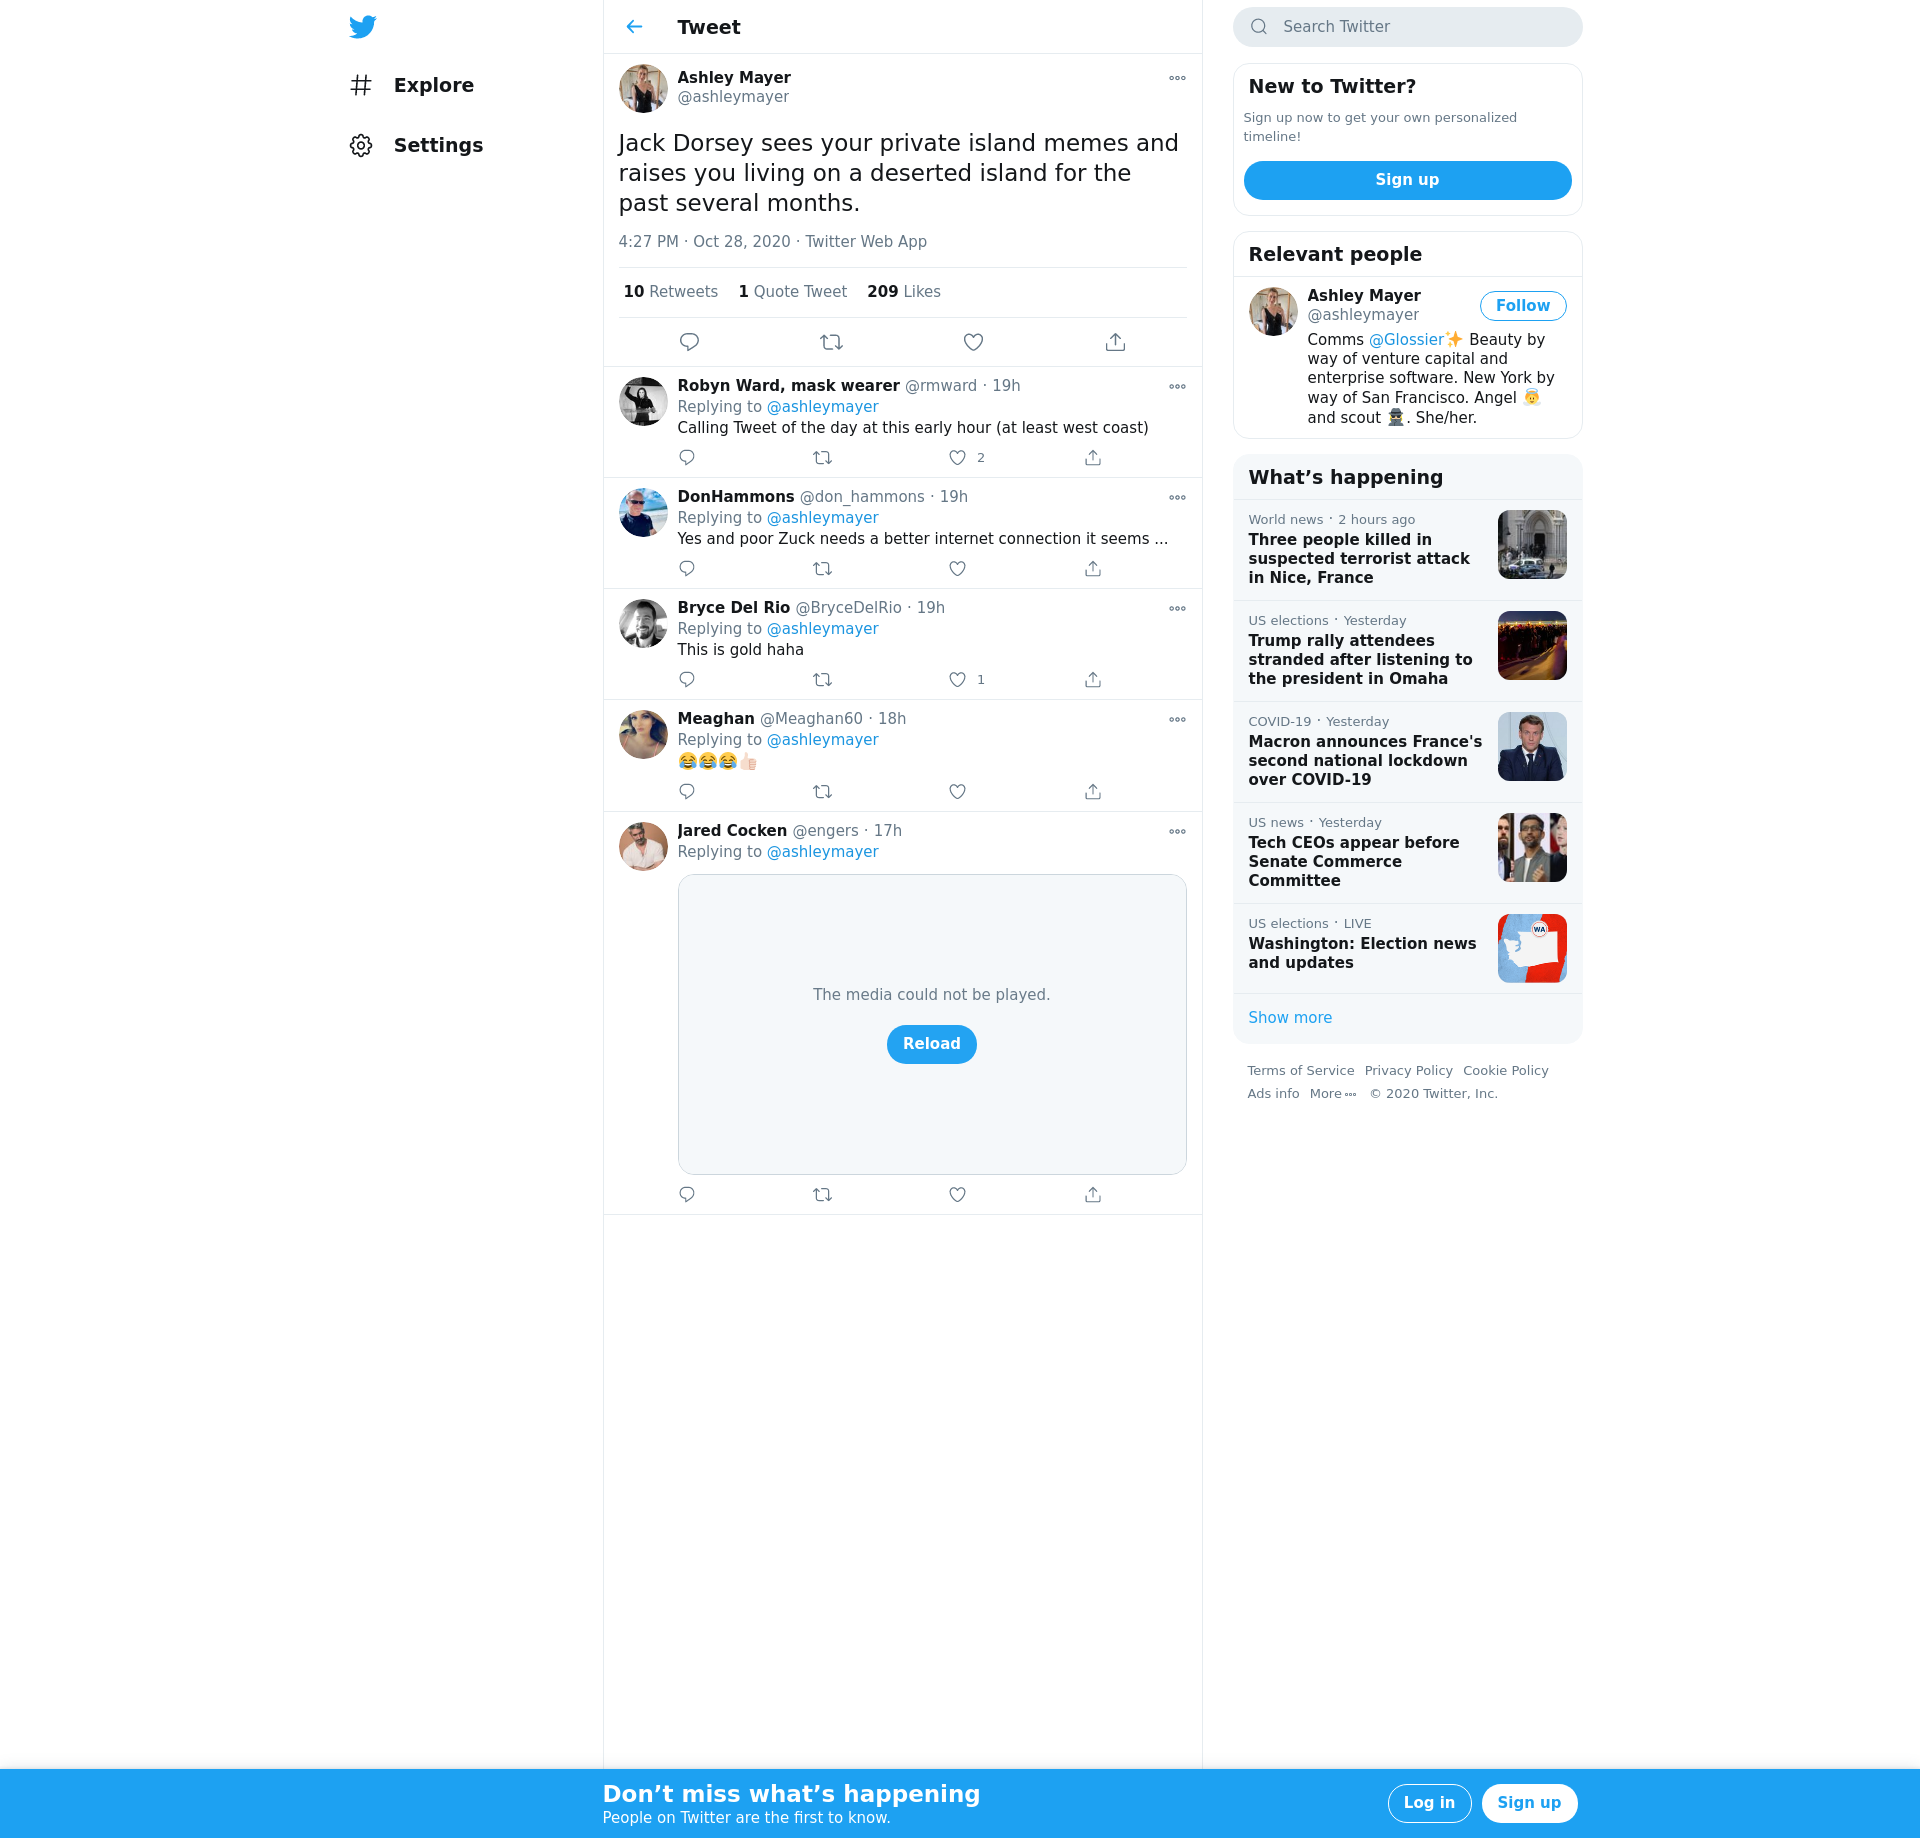 Explore
Settings
Tweet
Ashley Mayer
@ashleymayer
Jack Dorsey sees your private island memes and
raises you living on a deserted island for the
past several months.
4:27 PM · Oct 28, 2020 · Twitter Web App
10 Retweets 1 Quote Tweet 209 Likes
Robyn Ward, mask wearer @rmward · 19h
Replying to @ashleymayer
Calling Tweet of the day at this early hour (at least west coast)
2
DonHammons @don_hammons · 19h
Replying to @ashleymayer
Yes and poor Zuck needs a better internet connection it seems ...
Bryce Del Rio @BryceDelRio · 19h
Replying to @ashleymayer
This is gold haha
1
Meaghan @Meaghan60 · 18h
Replying to @ashleymayer
😂😂😂👍🏻
Jared Cocken @engers · 17h
Replying to @ashleymayer
The media could not be played.
Reload
Search Twitter
New to Twitter?
Sign up now to get your own personalized
timeline!
Sign up
Relevant people
Ashley Mayer
@ashleymayer
Follow
Comms @Glossier✨ Beauty by
way of venture capital and
enterprise software. New York by
way of San Francisco. Angel 👼
and scout 🕵. She/her.
What’s happening
World news · 2 hours ago
Three people killed in
suspected terrorist attack
in Nice, France
US elections · Yesterday
Trump rally attendees
stranded after listening to
the president in Omaha
COVID-19 · Yesterday
Macron announces France's
second national lockdown
over COVID-19
US news · Yesterday
Tech CEOs appear before
Senate Commerce
Committee
US elections · LIVE
Washington: Election news
and updates
WA
Show more
Terms of Service Privacy Policy Cookie Policy
Ads info More © 2020 Twitter, Inc.
Don’t miss what’s happening
People on Twitter are the first to know.
Log in
Sign up